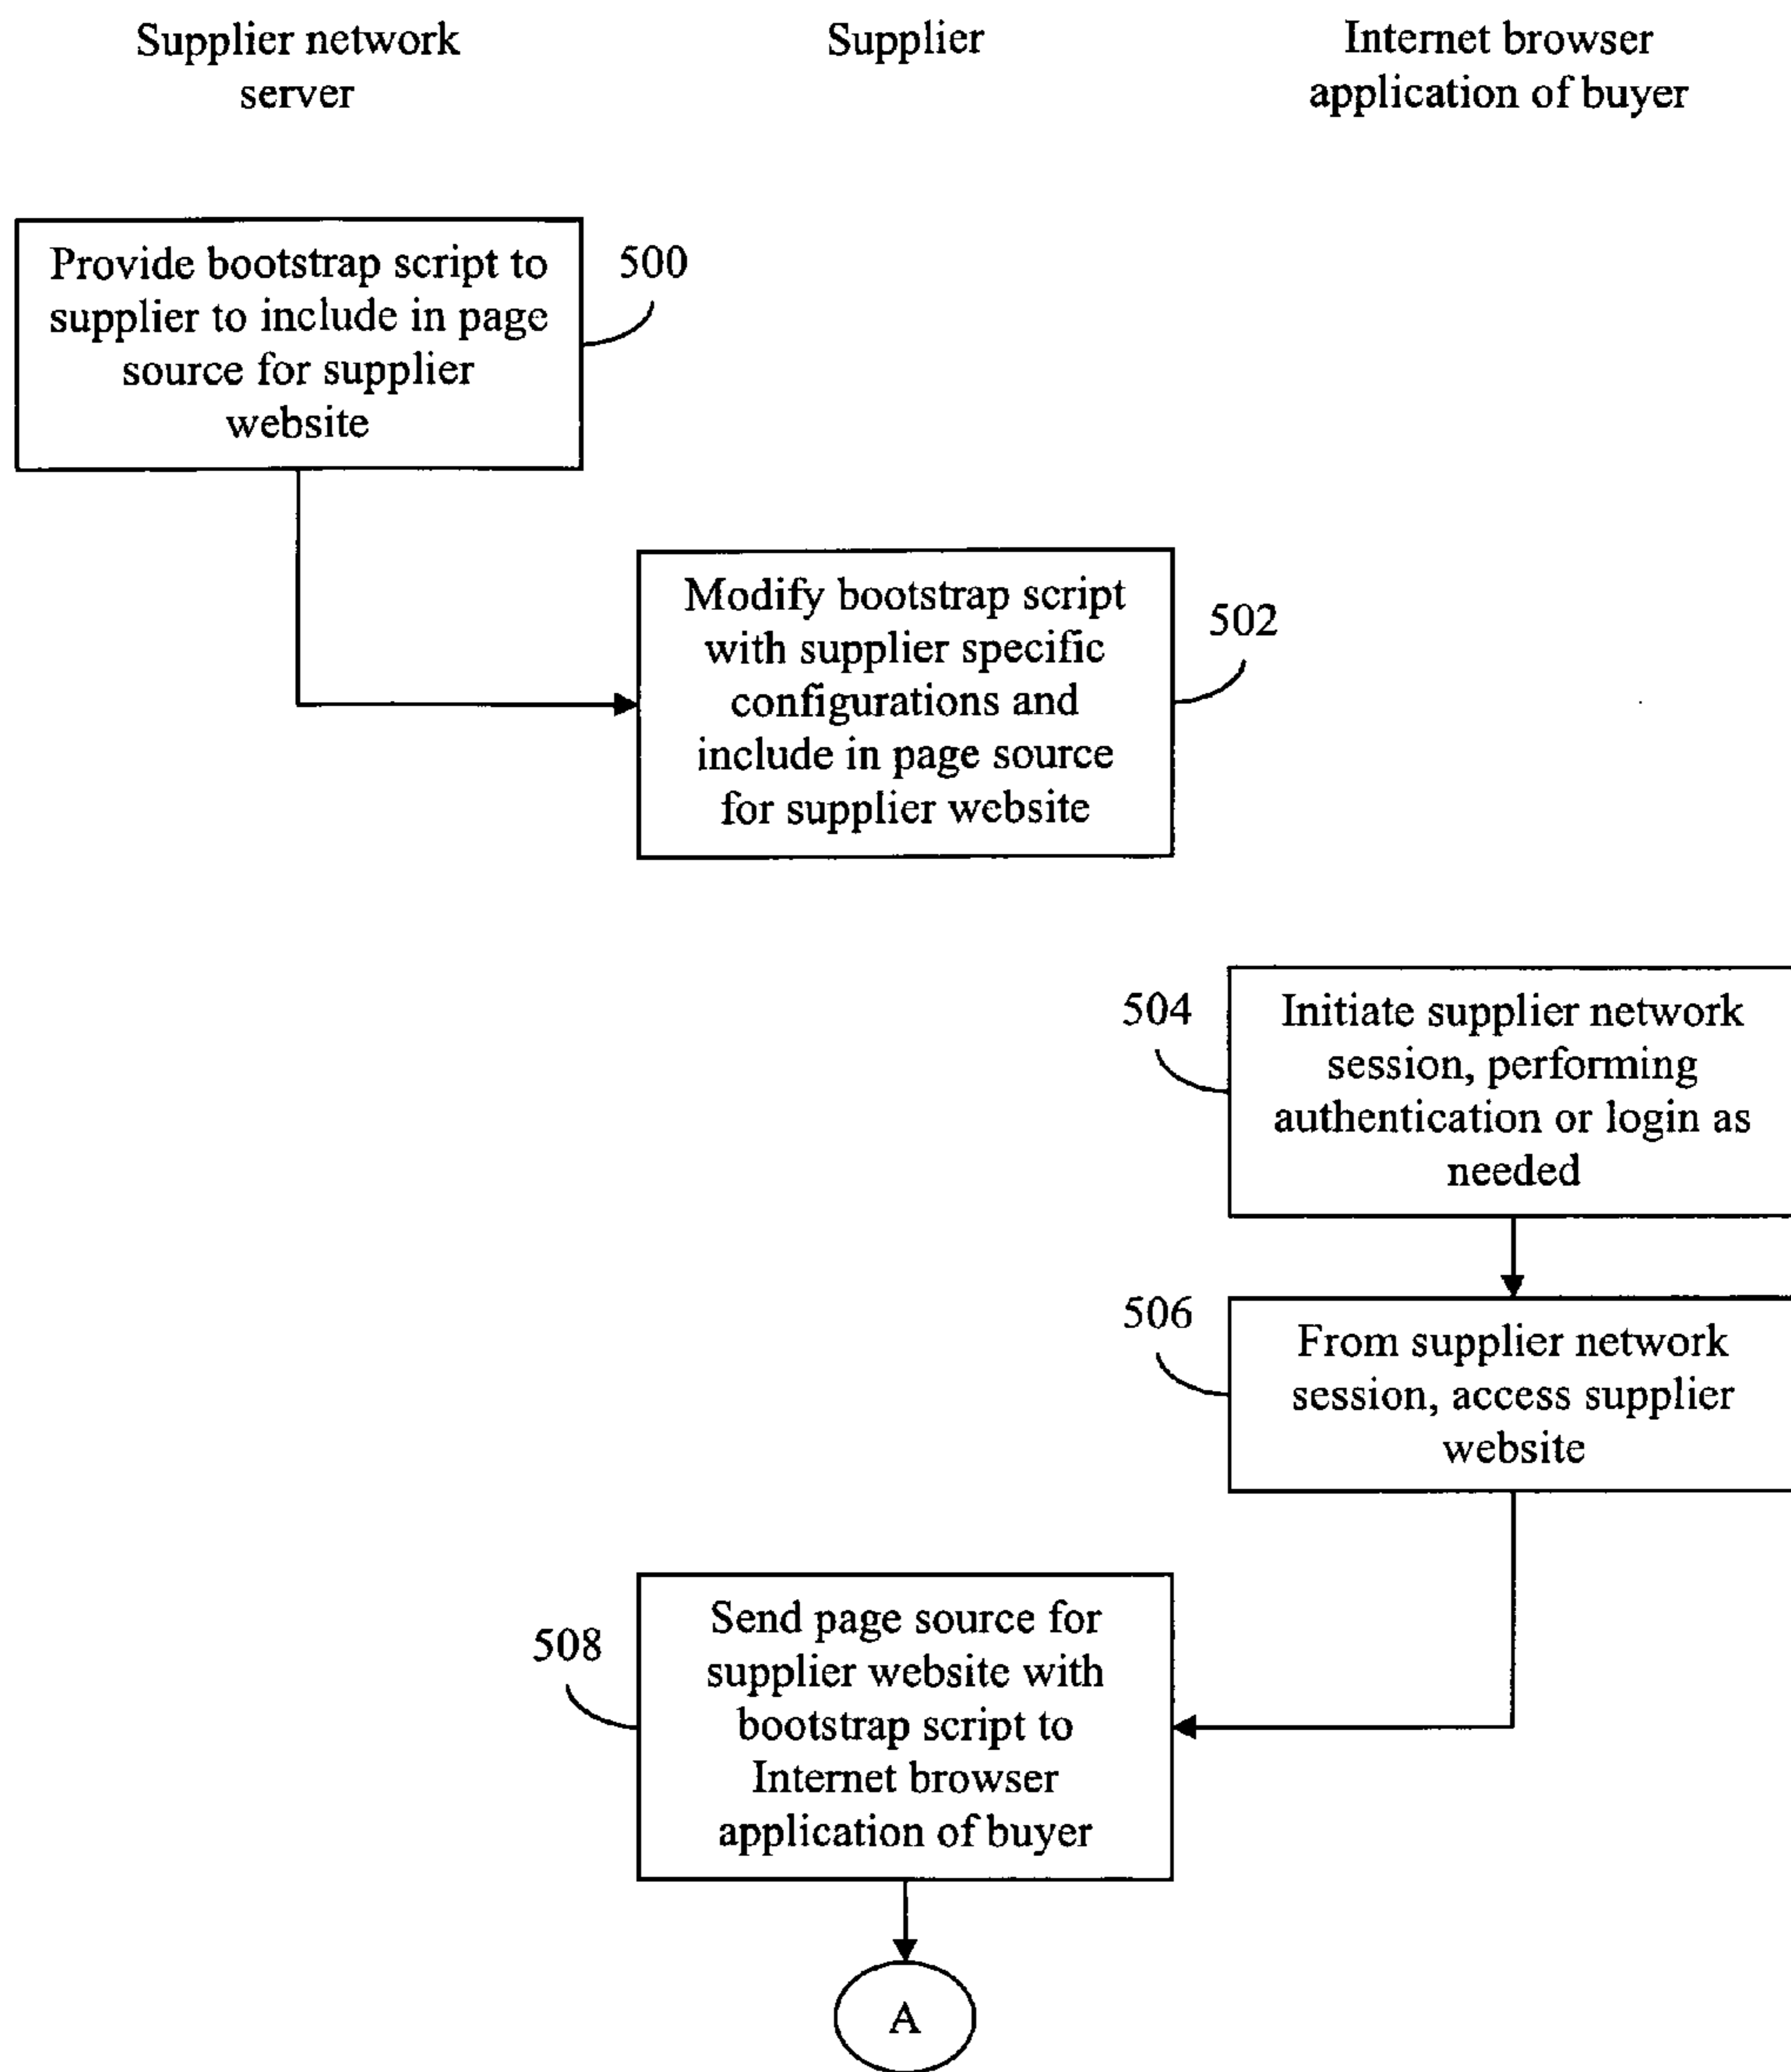 Supplier network
server
Supplier
Internet browser
application of buyer
Provide bootstrap script to
supplier to include in page
source for supplier
website
500
Modify bootstrap script
with supplier specific
configurations and
include in page source
for supplier website
502
504
Initiate supplier network
session, performing
authentication or login as
needed
506
From supplier network
session, access supplier
website
508
Send page source for
supplier website with
bootstrap script to
Internet browser
application of buyer
A